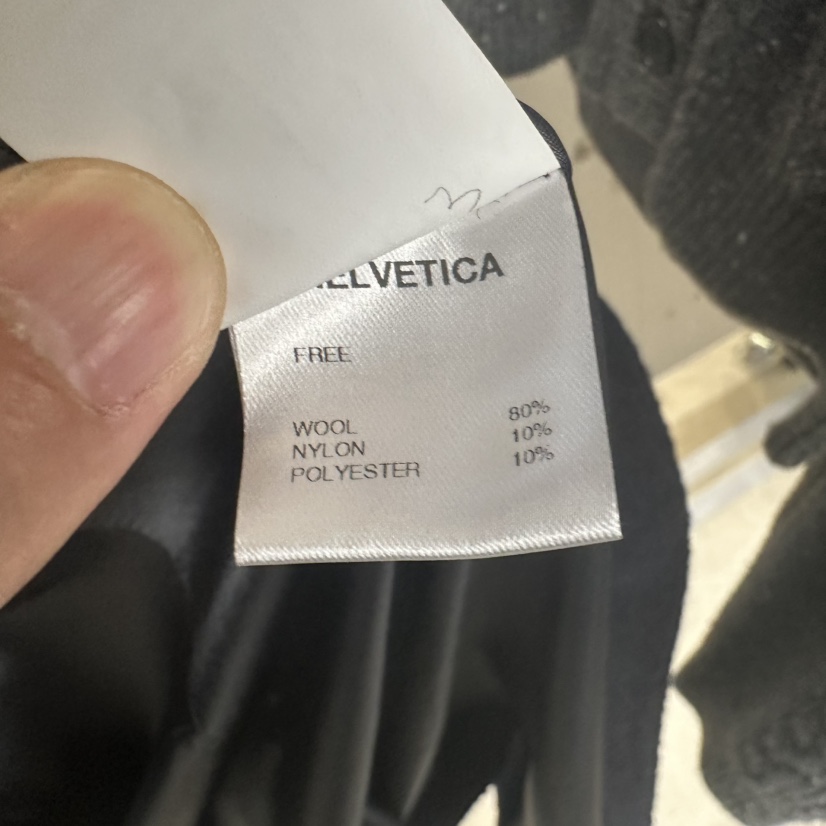 HELVETICA
FREE
WOOL 80%
NYLON 10%
POLYESTER 10%